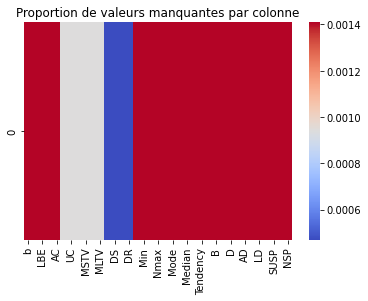 Proportion de valeurs manquantes par colonne
0.0014
0.0012
0.0010
0.0008
0.0006
0
b
LBE
AC
UC
MSTV
MLTV
DS
DR
Min
Nmax
Mode
Median
Tendency
B
D
AD
LD
SUSP
NSP